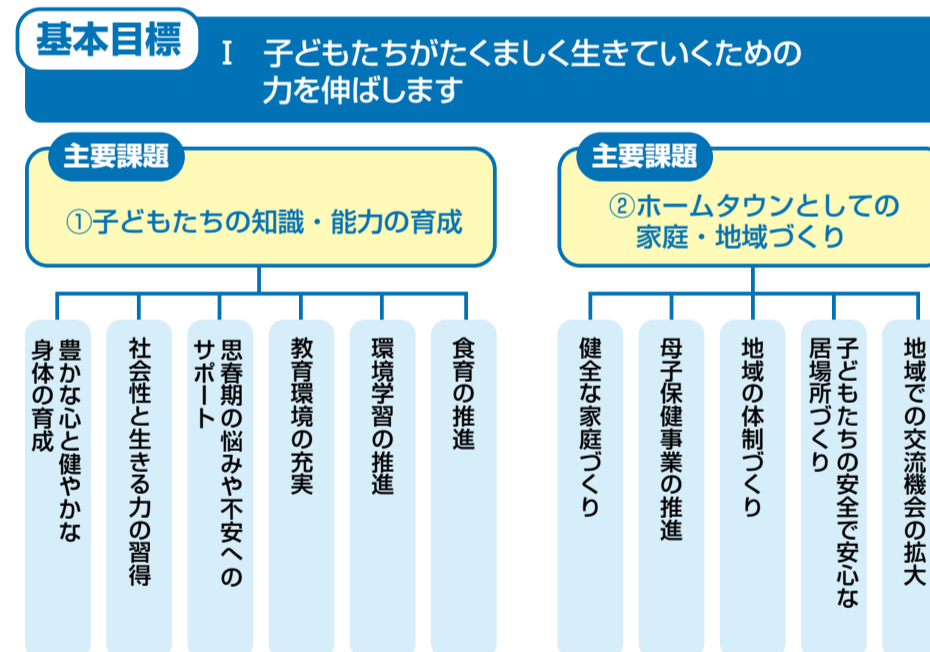 基本目標
Ⅰ 子どもたちがたくましく生きていくための
力を伸ばします
主要課題
①子どもたちの知識・能力の育成
豊かな心と健やかな
身体の育成
社会性と生きる力の習得
思春期の悩みや不安への
サポート
教育環境の充実
環境学習の推進
食育の推進
主要課題
②ホームタウンとしての
家庭・地域づくり
健全な家庭づくり
母子保健事業の推進
地域の体制づくり
子どもたちの安全で安心な
居場所づくり
地域での交流機会の拡大